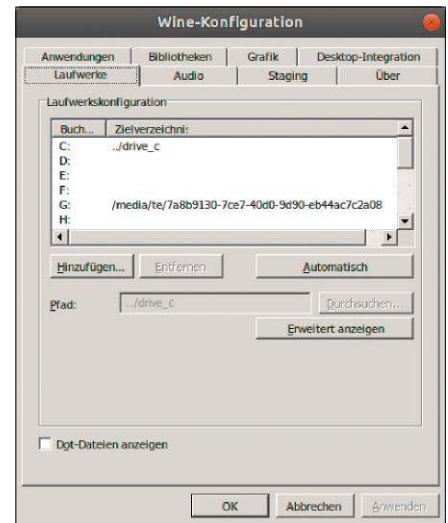 Wine-Konfiguration
Anwendungen Bibliotheken Grafik Desktop-Integration
Laufwerke Audio Staging Über
Laufwerkskonfiguration
Buch... Zielverzeichni:
C: ../drive_c
D:
E:
F:
G: /media/te/7a8b9130-7ce7-40d0-9d90-eb44ac7c2a08
H:
Hinzufügen... Entfernen Automatisch
Pfad: ../drive_c Durchsuchen...
Erweitert anzeigen
Dot-Dateien anzeigen
OK Abbrechen Anwenden